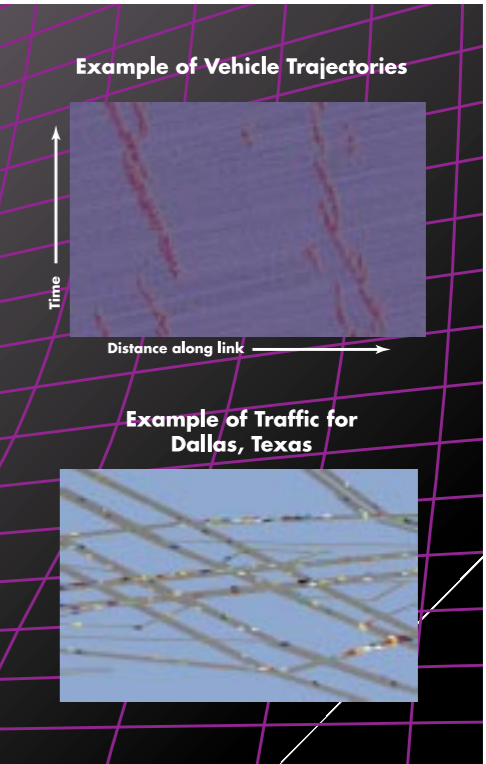 Example of Vehicle Trajectories
Time
Distance along link
Example of Traffic for
Dallas, Texas